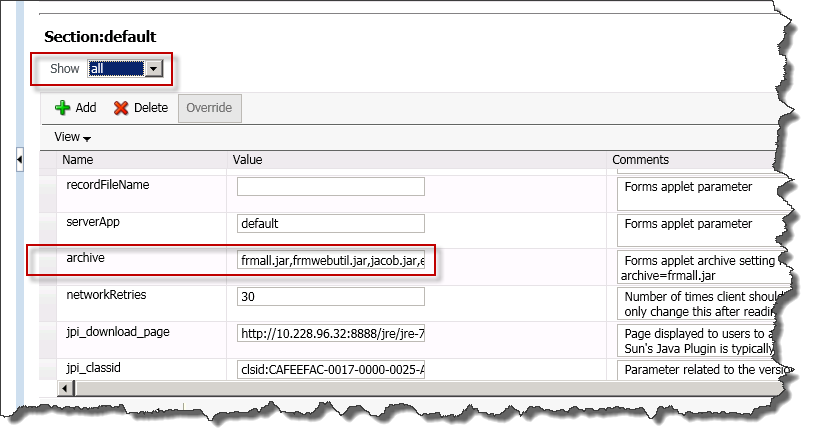 Section:default
Show all
Add Delete Override
View
Name Value Comments
recordFileName Forms applet parameter
serverApp default Forms applet parameter
archive frmall.jar,frmwebutil.jar,jacob.jar,e Forms applet archive setting
archive=frmall.jar
networkRetries 30 Number of times client shoul
only change this after readi
jpi_download_page http://10.228.96.32:8888/jre/jre-7 Page displayed to users to a
Sun's Java Plugin is typically
jpi_classid clsid:CAFEEFAC-0017-0000-0025-A Parameter related to the versio